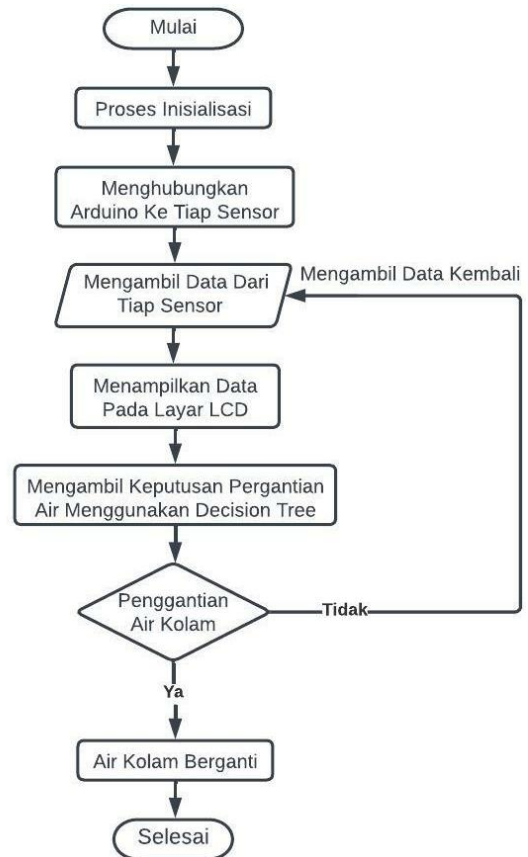 Mulai
Proses Inisialisasi
Menghubungkan
Arduino Ke Tiap Sensor
Mengambil Data Dari
Tiap Sensor
Mengambil Data Kembali
Menampilkan Data
Pada Layar LCD
Mengambil Keputusan Pergantian
Air Menggunakan Decision Tree
Penggantian
Air Kolam
Tidak
Ya
Air Kolam Berganti
Selesai